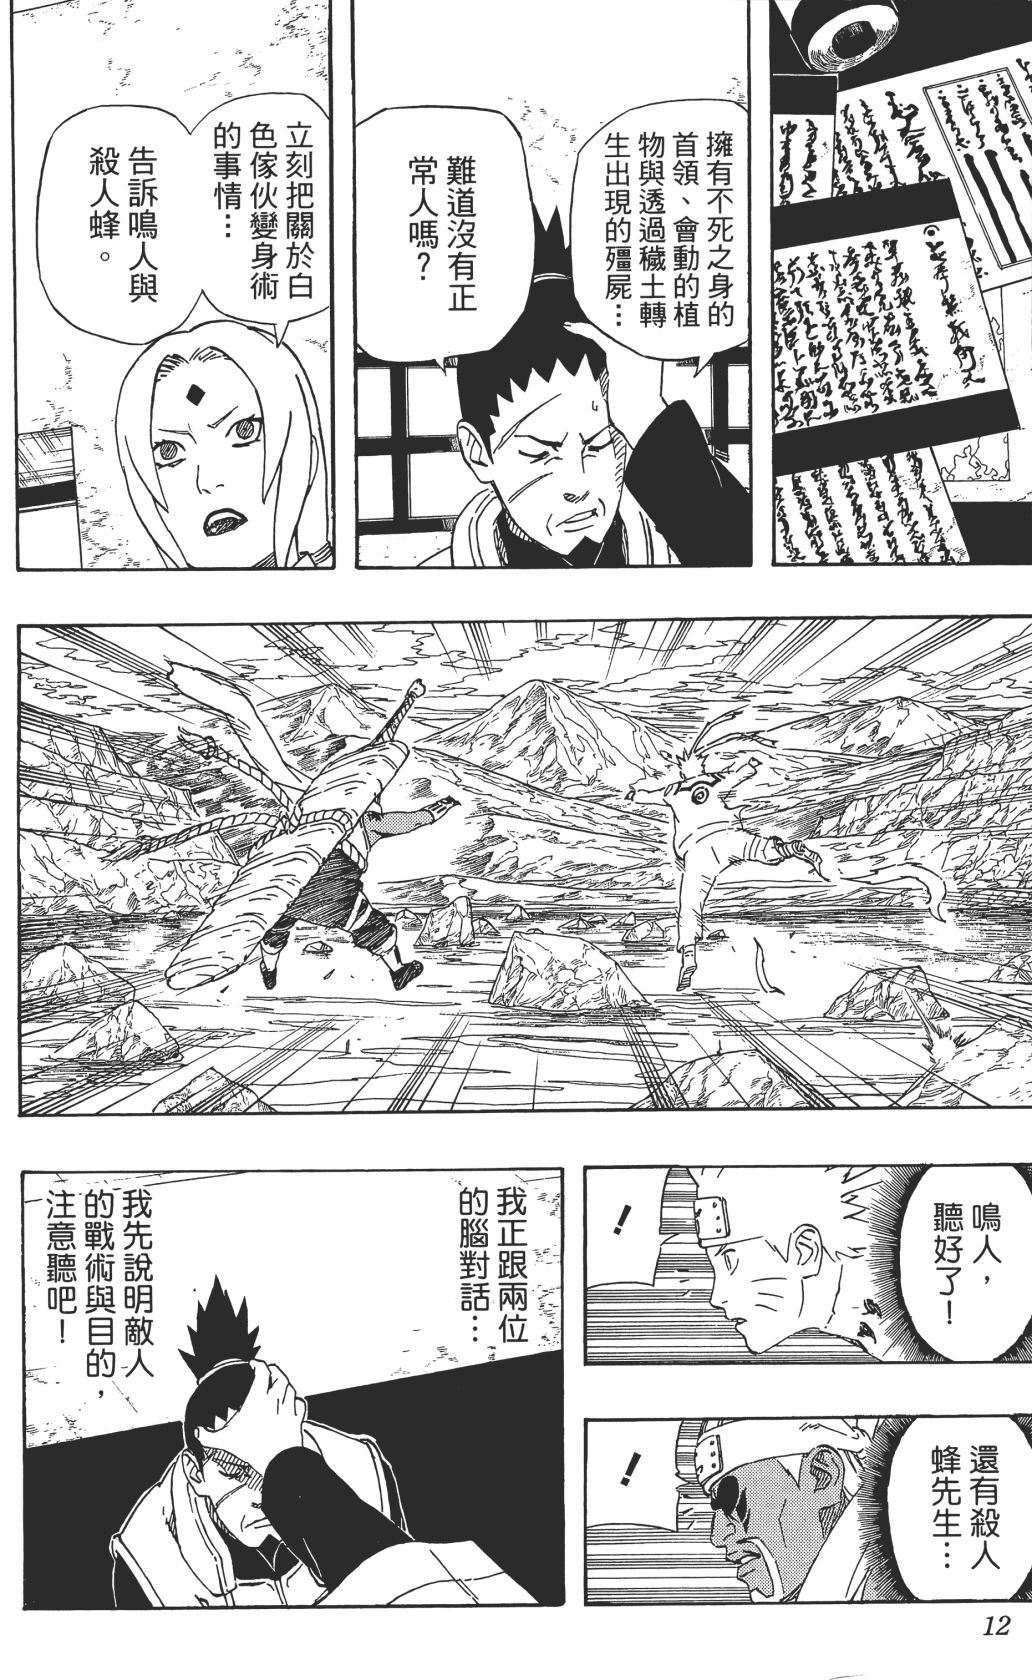 擁有不死之身的
首領、會動的植
物與透過穢土轉
生出現的殭屍…
難道沒有正
常人嗎？
立刻把關於白
色傢伙變身術
的事情…
告訴鳴人與
殺人蜂。
鳴人，
聽好了！
！
還有殺人
蜂先生…
！
我正跟兩位
的腦對話…
我先說明敵人
的戰術與目的，
注意聽吧！
12